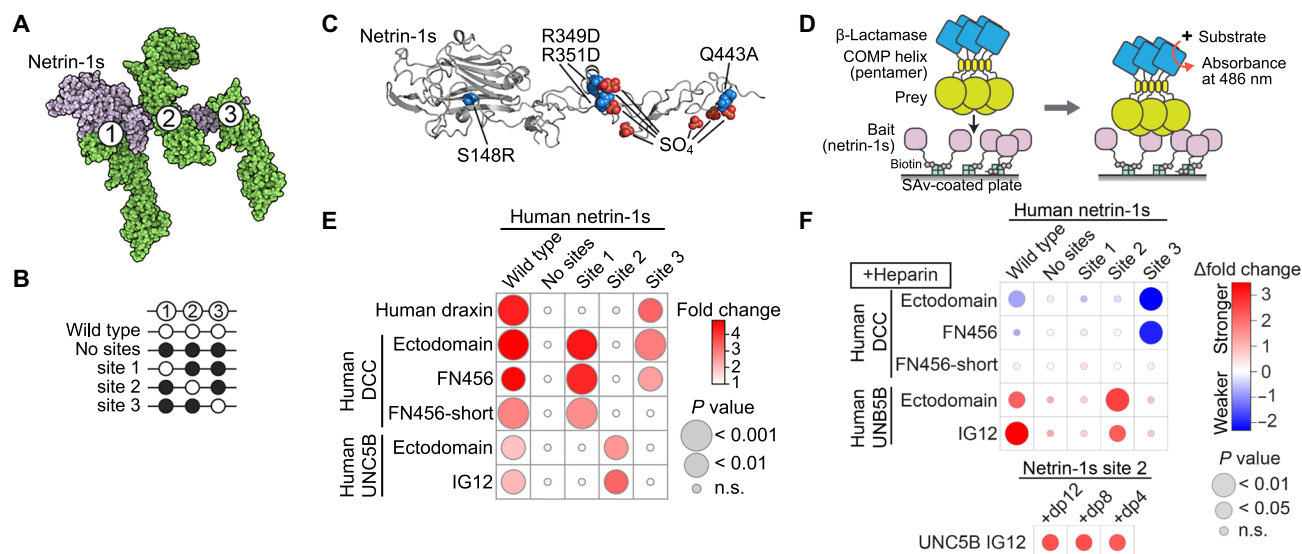 A
Netrin-1s
1
2
3
B
1 2 3
Wild type
No sites
site 1
site 2
site 3
C
Netrin-1s
R349D
R351D
Q443A
S148R
SO4
D
β-Lactamase
COMP helix
(pentamer)
Prey
Bait
(netrin-1s)
Biotin
SAv-coated plate
+ Substrate
Absorbance
at 486 nm
E
Human netrin-1s
Wild type
No sites
Site 1
Site 2
Site 3
Human draxin
Human
DCC
Ectodomain
FN456
FN456-short
Human
UNC5B
Ectodomain
IG12
Fold change
4
3
2
1
P value
< 0.001
< 0.01
n.s.
F
Human netrin-1s
+Heparin
Wild type
No sites
Site 1
Site 2
Site 3
Human
DCC
Ectodomain
FN456
FN456-short
Human
UNB5B
Ectodomain
IG12
Δfold change
Stronger
Weaker
3
2
1
0
−1
−2
P value
< 0.01
< 0.05
n.s.
Netrin-1s site 2
+dp12
+dp8
+dp4
UNC5B IG12